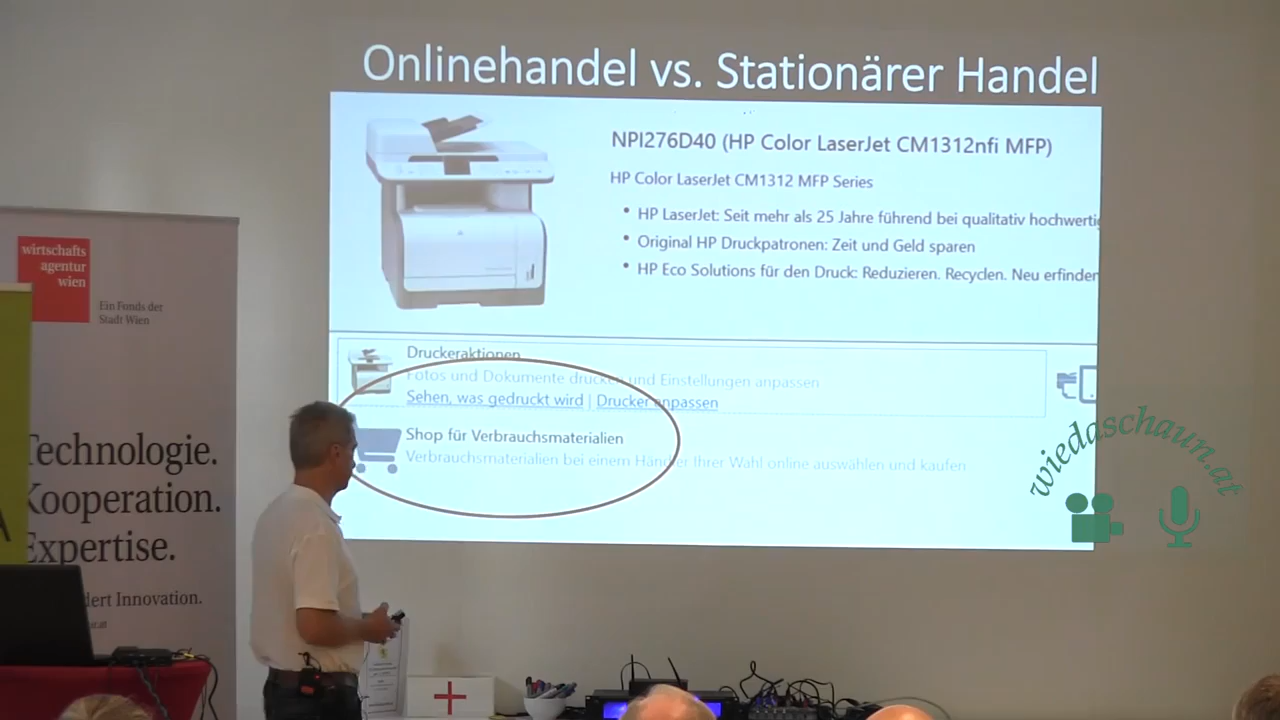 Onlinehandel vs. Stationärer Handel
NPI276D40 (HP Color LaserJet CM1312nfi MFP)
HP Color LaserJet CM1312 MFP Series
• HP LaserJet: Seit mehr als 25 Jahre führend bei qualitativ hochwertig
• Original HP Druckpatronen: Zeit und Geld sparen
• HP Eco Solutions für den Druck: Reduzieren. Recyclen. Neu erfinden
Druckeraktionen
Fotos und Dokumente drucken und Einstellungen anpassen
Sehen, was gedruckt wird | Drucker anpassen
Shop für Verbrauchsmaterialien
Verbrauchsmaterialien bei einem Händler Ihrer Wahl online auswählen und kaufen
wiedaschaun.at
wirtschafts
agentur
wien
Ein Fonds der
Stadt Wien
Technologie.
Kooperation.
Expertise.
dert Innovation.